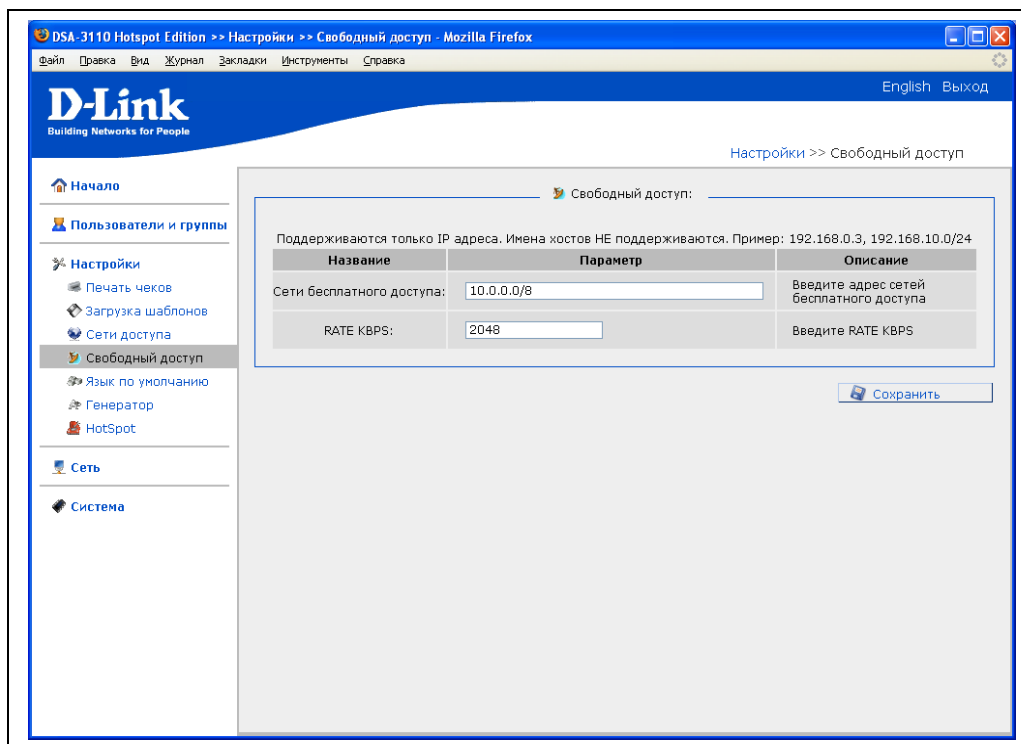 DSA-3110 Hotspot Edition >> Настройки >> Свободный доступ - Mozilla Firefox
Файл Правка Вид Журнал Закладки Инструменты Справка
English Выход
D-Link
Building Networks for People
Настройки >> Свободный доступ
Начало
Пользователи и группы
Настройки
Печать чеков
Загрузка шаблонов
Сети доступа
Свободный доступ
Язык по умолчанию
Генератор
HotSpot
Сеть
Система
Свободный доступ:
Поддерживаются только IP адреса. Имена хостов НЕ поддерживаются. Пример: 192.168.0.3, 192.168.10.0/24
Название Параметр Описание
Сети бесплатного доступа: 10.0.0.0/8 Введите адрес сетей
бесплатного доступа
RATE KBPS: 2048 Введите RATE KBPS
Сохранить